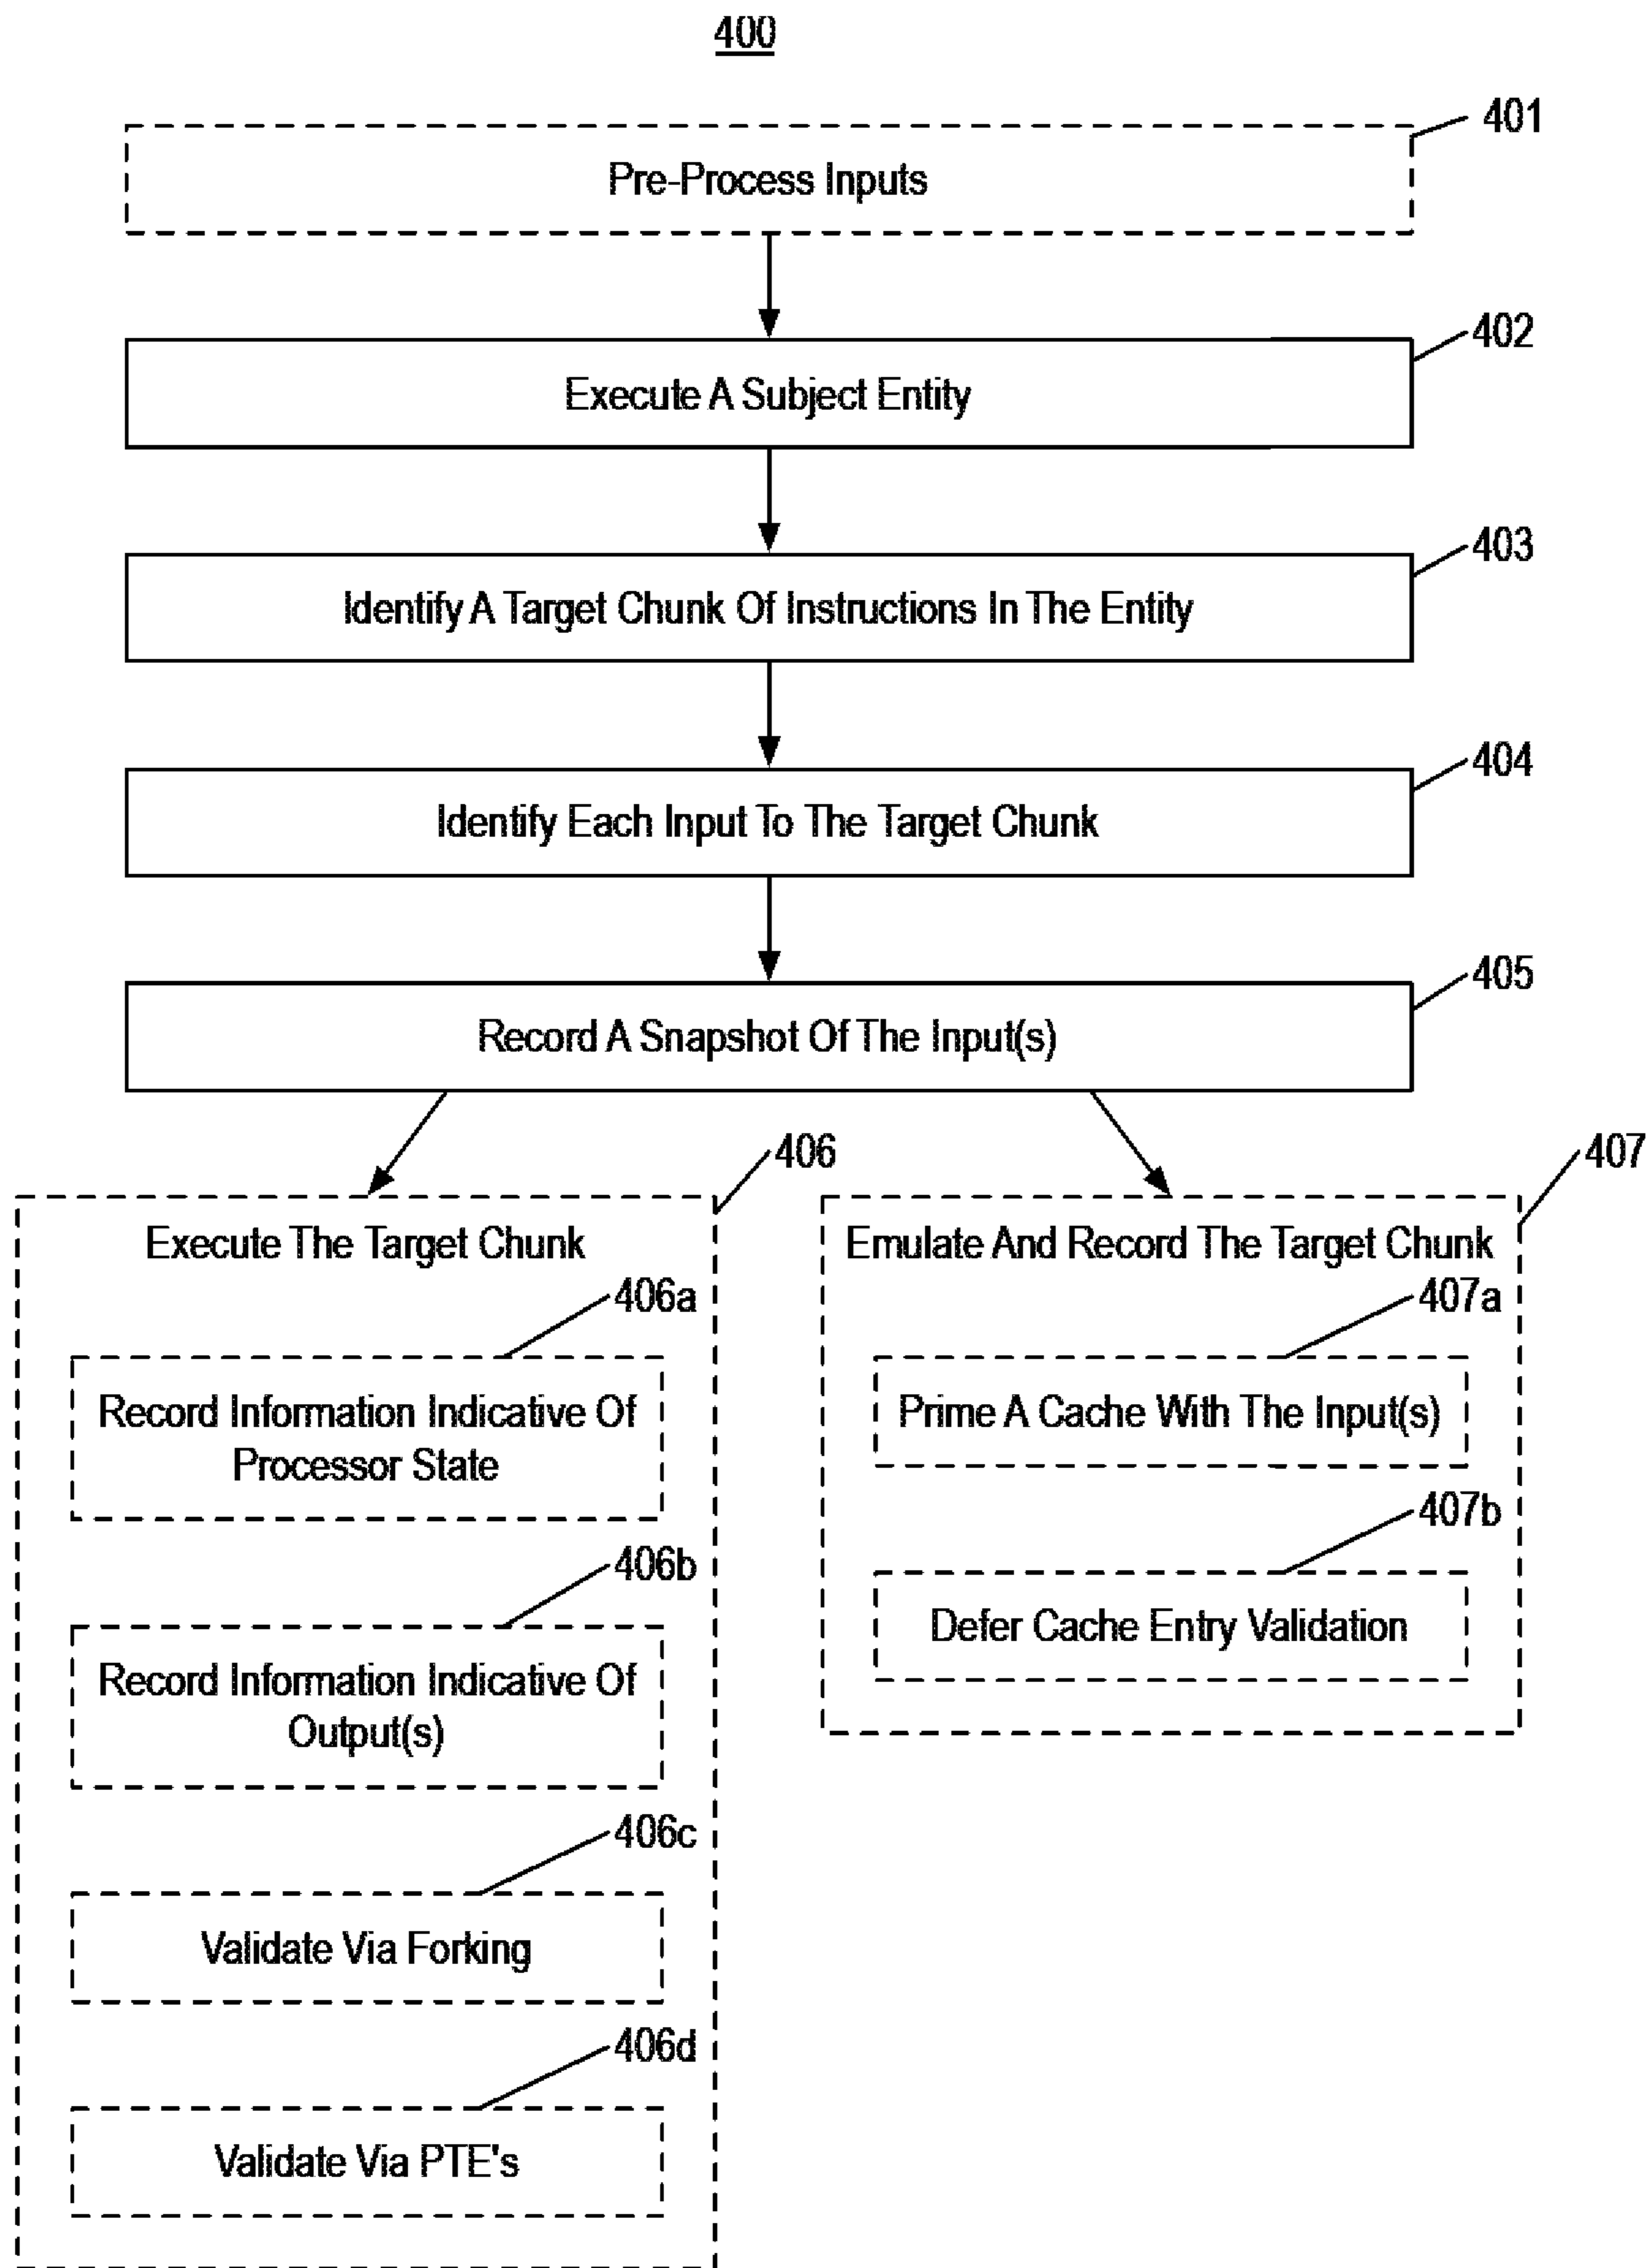 400
401
Pre-Process Inputs
402
Execute A Subject Entity
403
Identify A Target Chunk Of Instructions In The Entity
404
Identify Each Input To The Target Chunk
405
Record A Snapshot Of The Input(s)
406
Execute The Target Chunk
406a
Record Information Indicative Of
Processor State
406b
Record Information Indicative Of
Output(s)
406c
Validate Via Forking
406d
Validate Via PTE's
407
Emulate And Record The Target Chunk
407a
Prime A Cache With The Input(s)
407b
Defer Cache Entry Validation